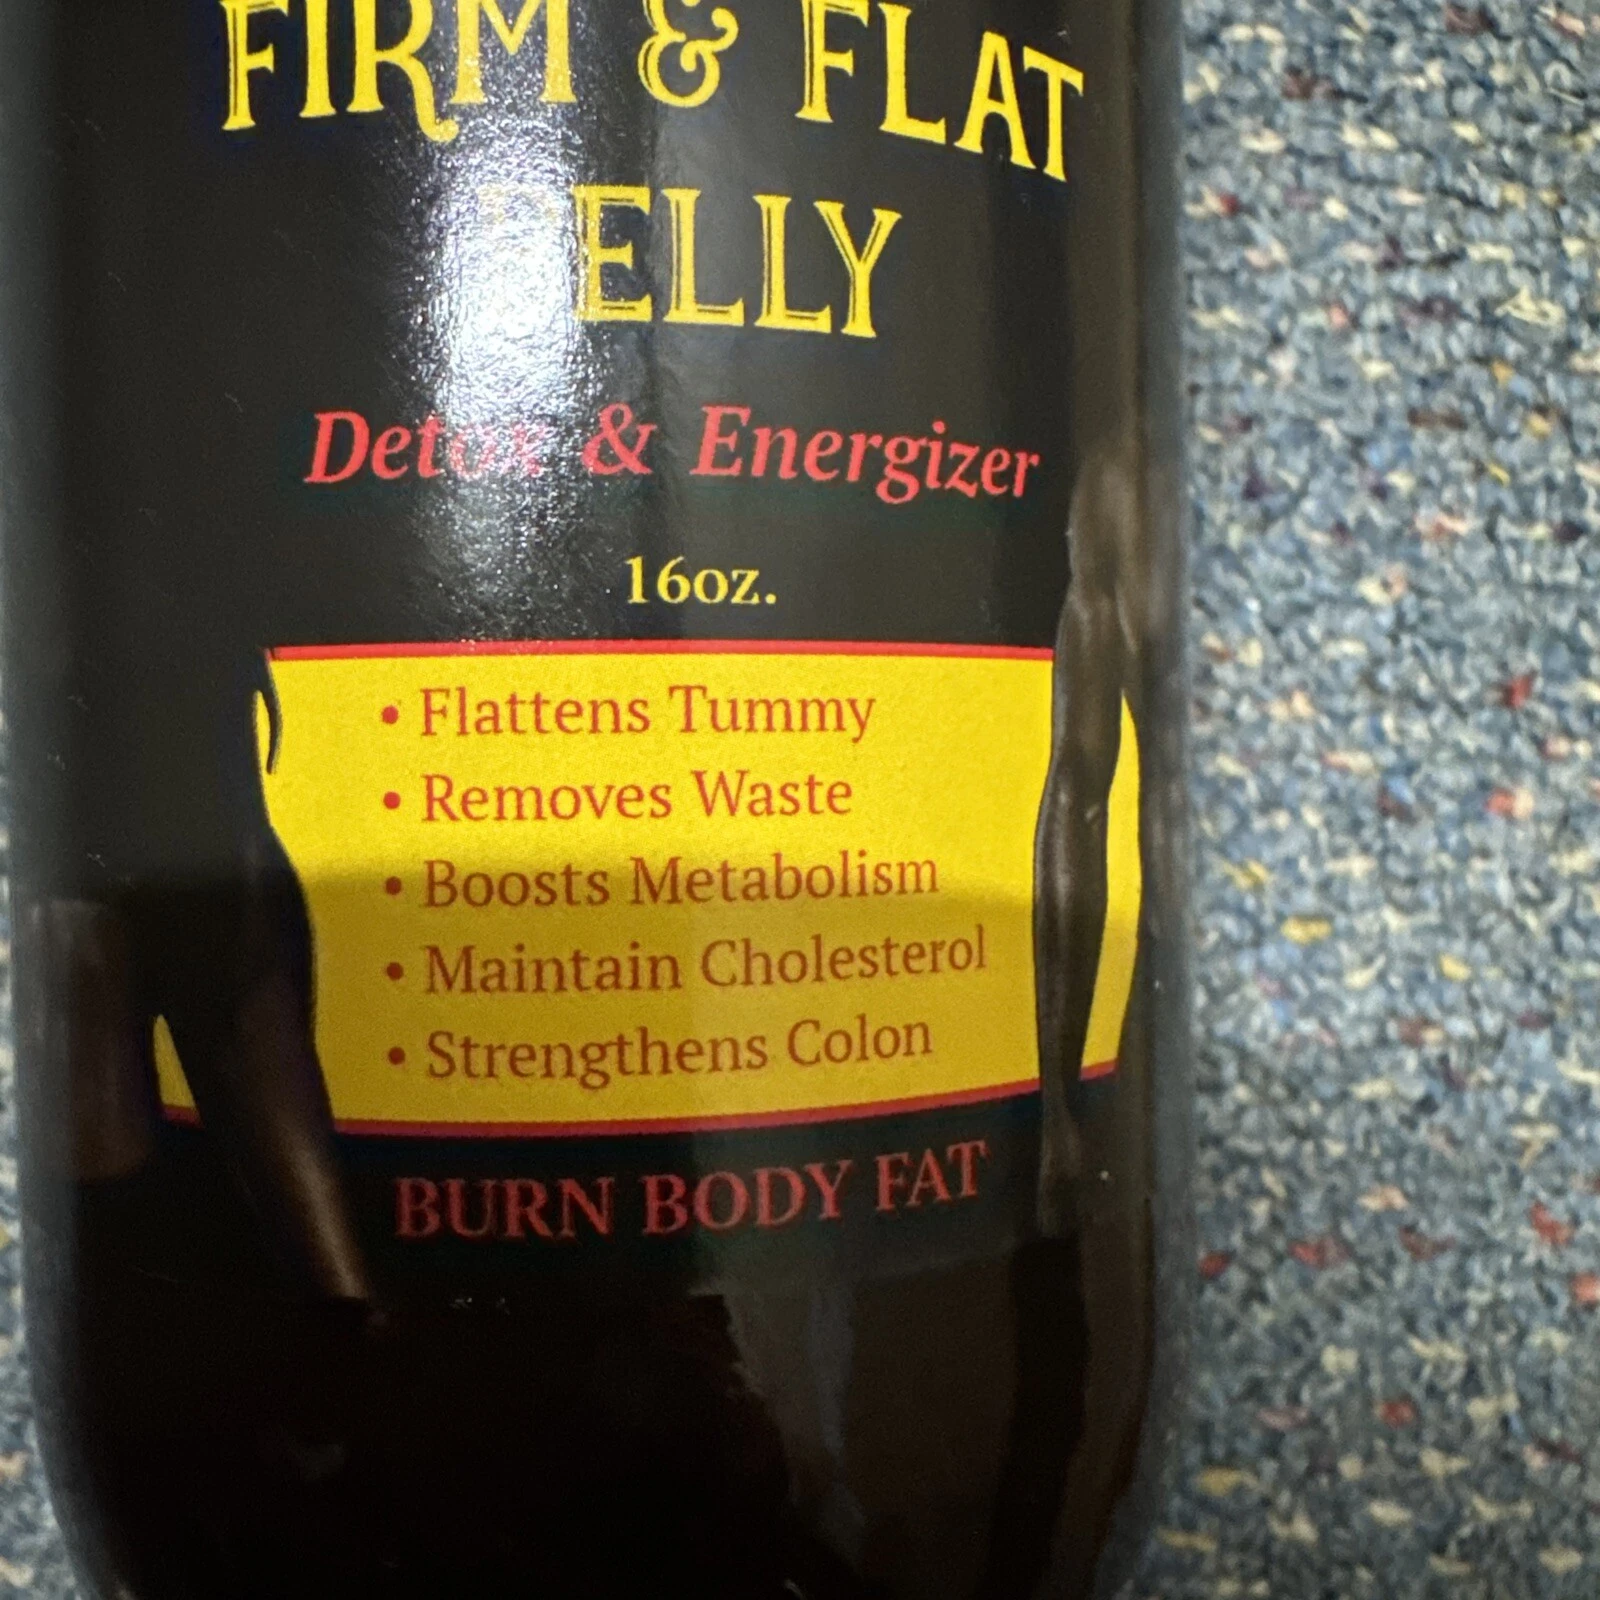 FIRM & FLAT
BELLY
Detox & Energizer
16oz.
• Flattens Tummy
• Removes Waste
• Boosts Metabolism
• Maintain Cholesterol
• Strengthens Colon
BURN BODY FAT